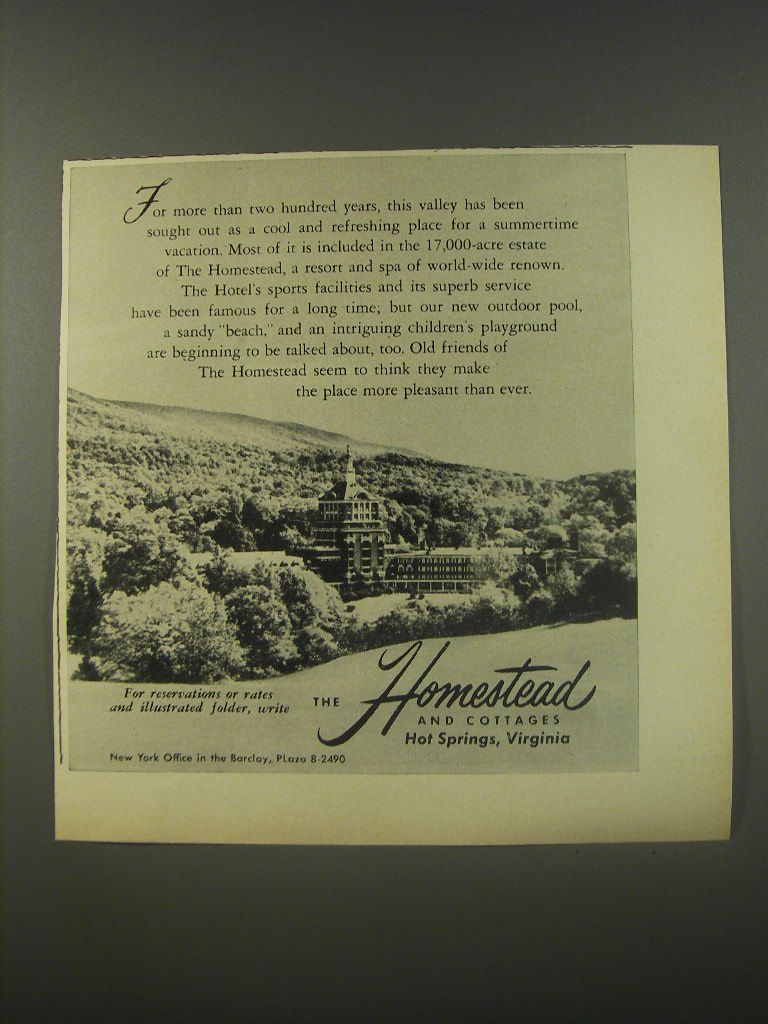 For more than two hundred years, this valley has been
sought out as a cool and refreshing place for a summertime
vacation. Most of it is included in the 17,000-acre estate
of The Homestead, a resort and spa of world-wide renown.
The Hotel's sports facilities and its superb service
have been famous for a long time; but our new outdoor pool,
a sandy "beach," and an intriguing children's playground
are beginning to be talked about, too. Old friends of
The Homestead seem to think they make
the place more pleasant than ever.
For reservations or rates
and illustrated folder, write
THE Homestead
AND COTTAGES
Hot Springs, Virginia
New York Office in the Barclay, PLaza 8-2490